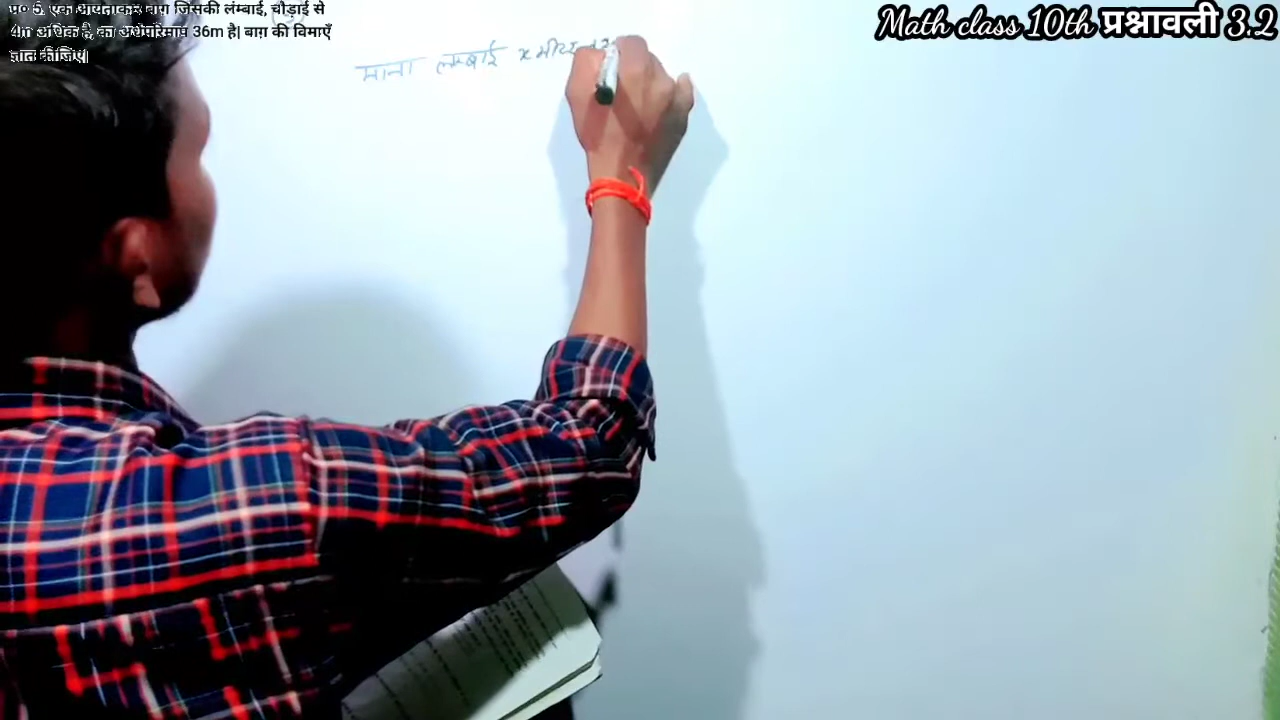 प्र० 5. एक आयताकार बाग़ जिसकी लंम्बाई, चौड़ाई से
4m अधिक है, का अर्धपरिमाप 36m है| बाग़ की विमाएँ
ज्ञात कीजिए|
Math class 10th प्रश्नावली 3.2
माना लम्बाई x मीटर